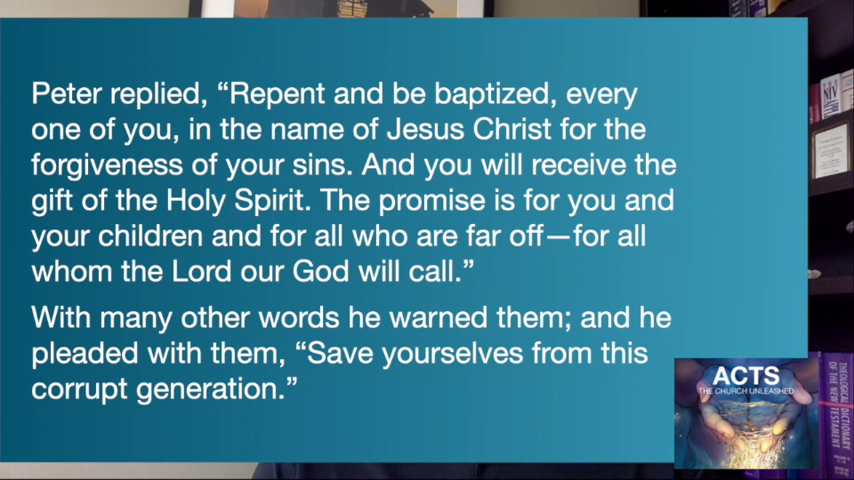 Peter replied, “Repent and be baptized, every
one of you, in the name of Jesus Christ for the
forgiveness of your sins. And you will receive the
gift of the Holy Spirit. The promise is for you and
your children and for all who are far off—for all
whom the Lord our God will call.”
With many other words he warned them; and he
pleaded with them, “Save yourselves from this
corrupt generation.”
ACTS
THE CHURCH UNLEASHED
NIV
THEOLOGICAL DICTIONARY
OF THE NEW TESTAMENT